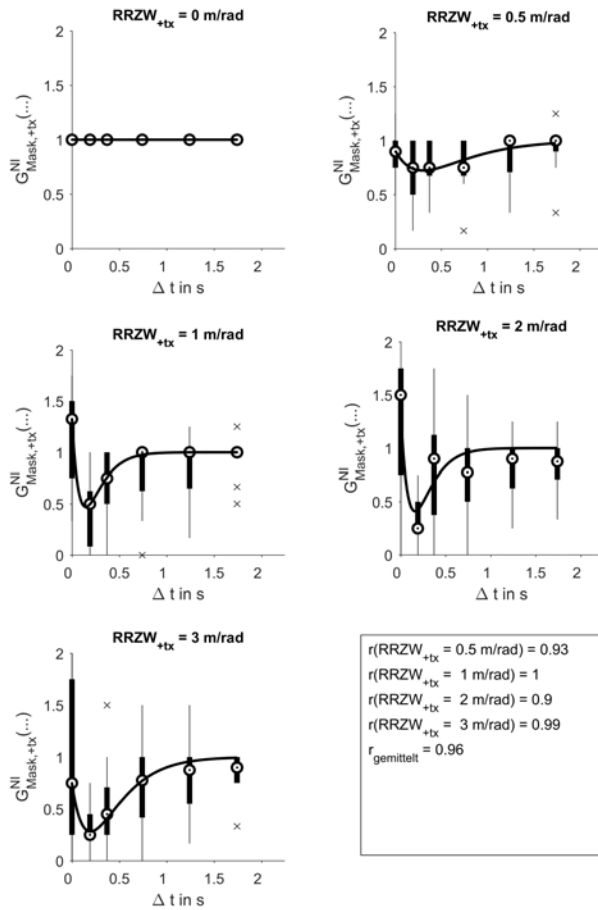 RRZW+tx = 0 m/rad
2
1.5
1
0.5
0
G^NI_Mask,+tx(...)
0 0.5 1 1.5 2
Δ t in s
RRZW+tx = 0.5 m/rad
2
1.5
1
0.5
0
G^NI_Mask,+tx(...)
0 0.5 1 1.5 2
Δ t in s
RRZW+tx = 1 m/rad
2
1.5
1
0.5
0
G^NI_Mask,+tx(...)
0 0.5 1 1.5 2
Δ t in s
RRZW+tx = 2 m/rad
2
1.5
1
0.5
0
G^NI_Mask,+tx(...)
0 0.5 1 1.5 2
Δ t in s
RRZW+tx = 3 m/rad
2
1.5
1
0.5
0
G^NI_Mask,+tx(...)
0 0.5 1 1.5 2
Δ t in s
r(RRZW+tx = 0.5 m/rad) = 0.93
r(RRZW+tx = 1 m/rad) = 1
r(RRZW+tx = 2 m/rad) = 0.9
r(RRZW+tx = 3 m/rad) = 0.99
rgemittelt = 0.96